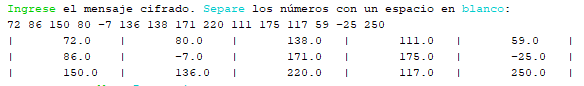 Ingrese el mensaje cifrado. Separe los números con un espacio en blanco:
72 86 150 80 -7 136 138 171 220 111 175 117 59 -25 250
| 72.0 | 80.0 | 138.0 | 111.0 | 59.0 |
| 86.0 | -7.0 | 171.0 | 175.0 | -25.0 |
| 150.0 | 136.0 | 220.0 | 117.0 | 250.0 |